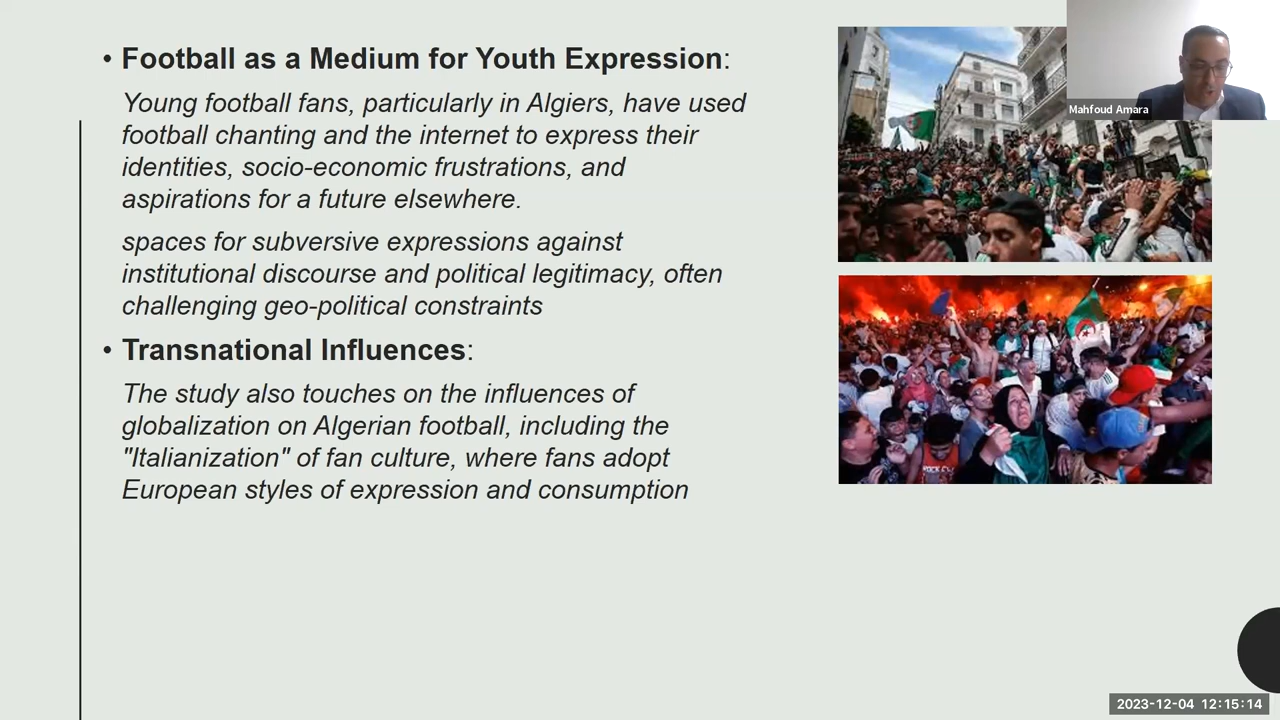 • Football as a Medium for Youth Expression:
Young football fans, particularly in Algiers, have used
football chanting and the internet to express their
identities, socio-economic frustrations, and
aspirations for a future elsewhere.
spaces for subversive expressions against
institutional discourse and political legitimacy, often
challenging geo-political constraints
• Transnational Influences:
The study also touches on the influences of
globalization on Algerian football, including the
"Italianization" of fan culture, where fans adopt
European styles of expression and consumption
Mahfoud Amara
ROCK
2023-12-04 12:15:14